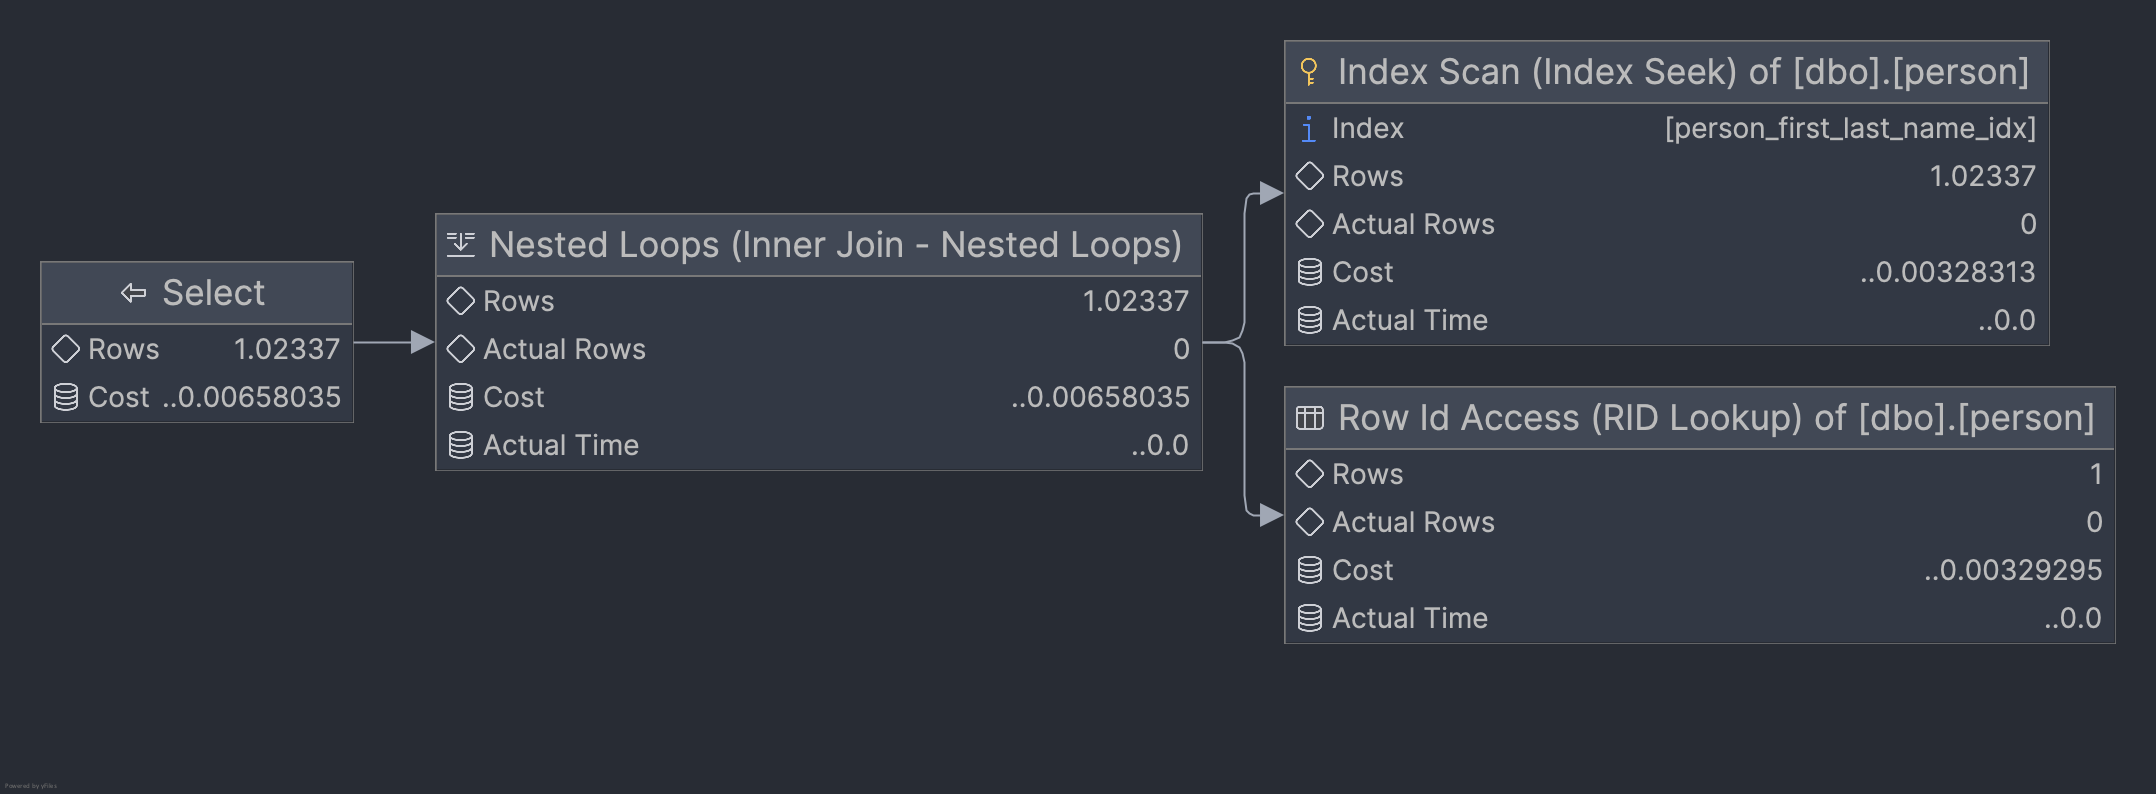 Select
Rows 1.02337
Cost ..0.00658035
Nested Loops (Inner Join - Nested Loops)
Rows 1.02337
Actual Rows 0
Cost ..0.00658035
Actual Time ..0.0
Index Scan (Index Seek) of [dbo].[person]
Index [person_first_last_name_idx]
Rows 1.02337
Actual Rows 0
Cost ..0.00328313
Actual Time ..0.0
Row Id Access (RID Lookup) of [dbo].[person]
Rows 1
Actual Rows 0
Cost ..0.00329295
Actual Time ..0.0
Powered by yFiles